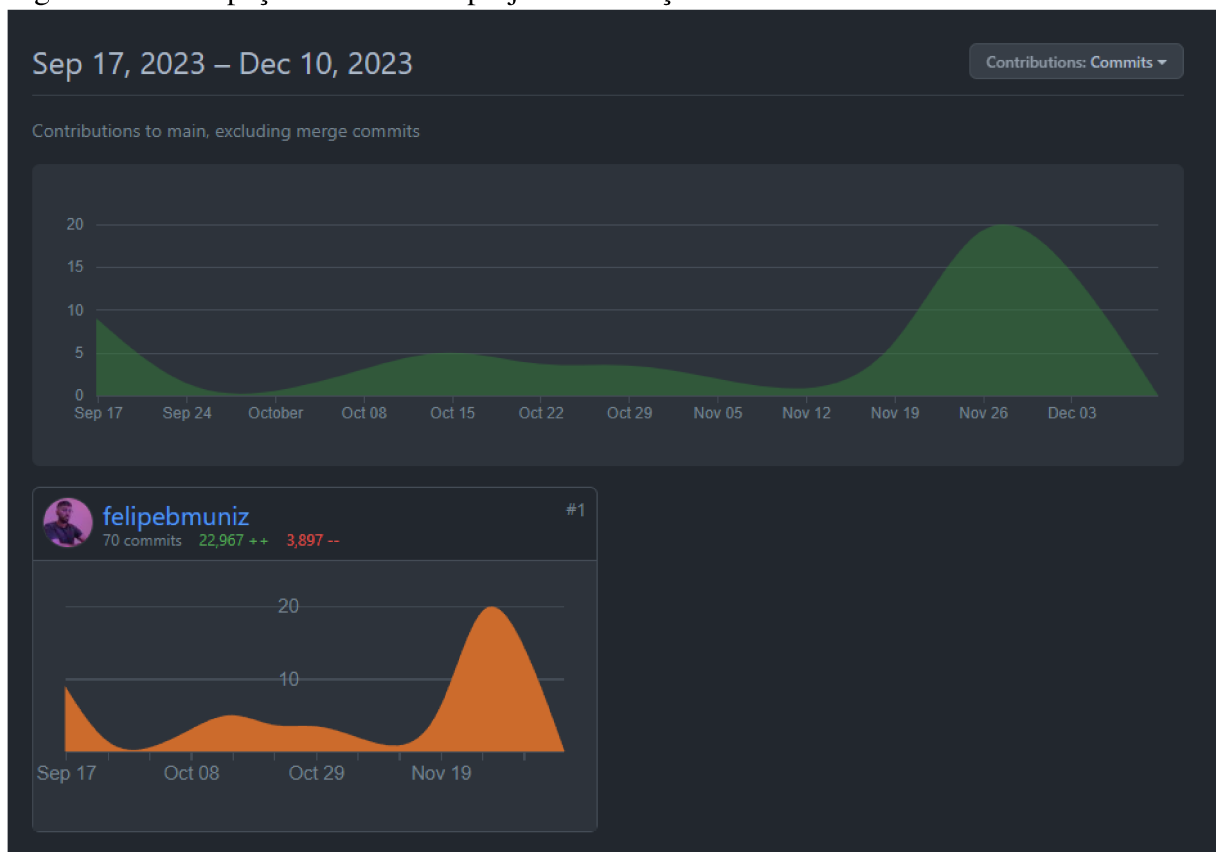 Sep 17, 2023 – Dec 10, 2023
Contributions: Commits
Contributions to main, excluding merge commits
20
15
10
5
0
Sep 17 Sep 24 October Oct 08 Oct 15 Oct 22 Oct 29 Nov 05 Nov 12 Nov 19 Nov 26 Dec 03
felipebmuniz
#1
70 commits 22,967 ++ 3,897 --
20
10
Sep 17 Oct 08 Oct 29 Nov 19